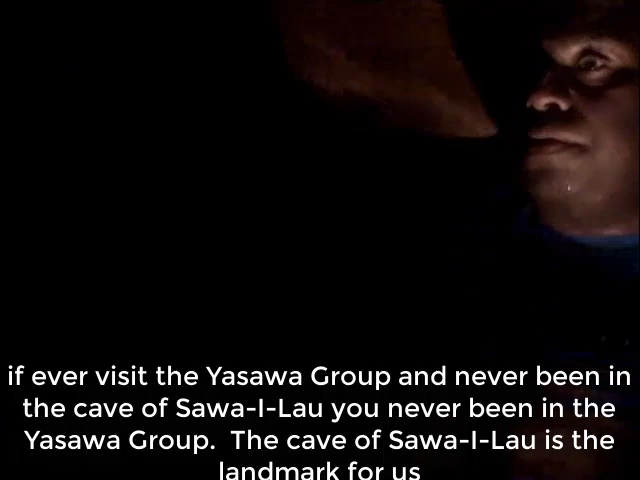 if ever visit the Yasawa Group and never been in
the cave of Sawa-I-Lau you never been in the
Yasawa Group.  The cave of Sawa-I-Lau is the
landmark for us